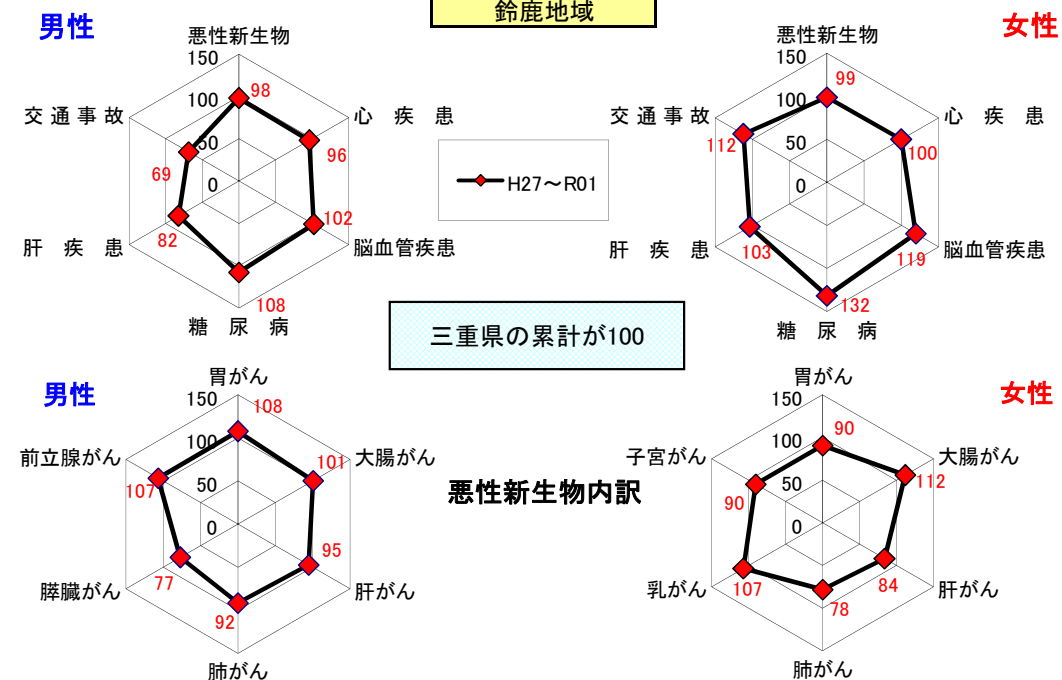 鈴鹿地域
男性
女性
悪性新生物
150
100
50
0
98
心 疾 患
96
脳血管疾患
102
糖 尿 病
108
肝 疾 患
82
交 通 事 故
69
H27～R01
悪性新生物
150
100
50
0
99
心 疾 患
100
脳血管疾患
119
糖 尿 病
132
肝 疾 患
103
交 通 事 故
112
三重県の累計が100
男性
女性
胃がん
150
100
50
0
108
大腸がん
101
肝がん
95
肺がん
92
膵臓がん
77
前立腺がん
107
悪性新生物内訳
胃がん
150
100
50
0
90
大腸がん
112
肝がん
84
肺がん
78
乳がん
107
子宮がん
90